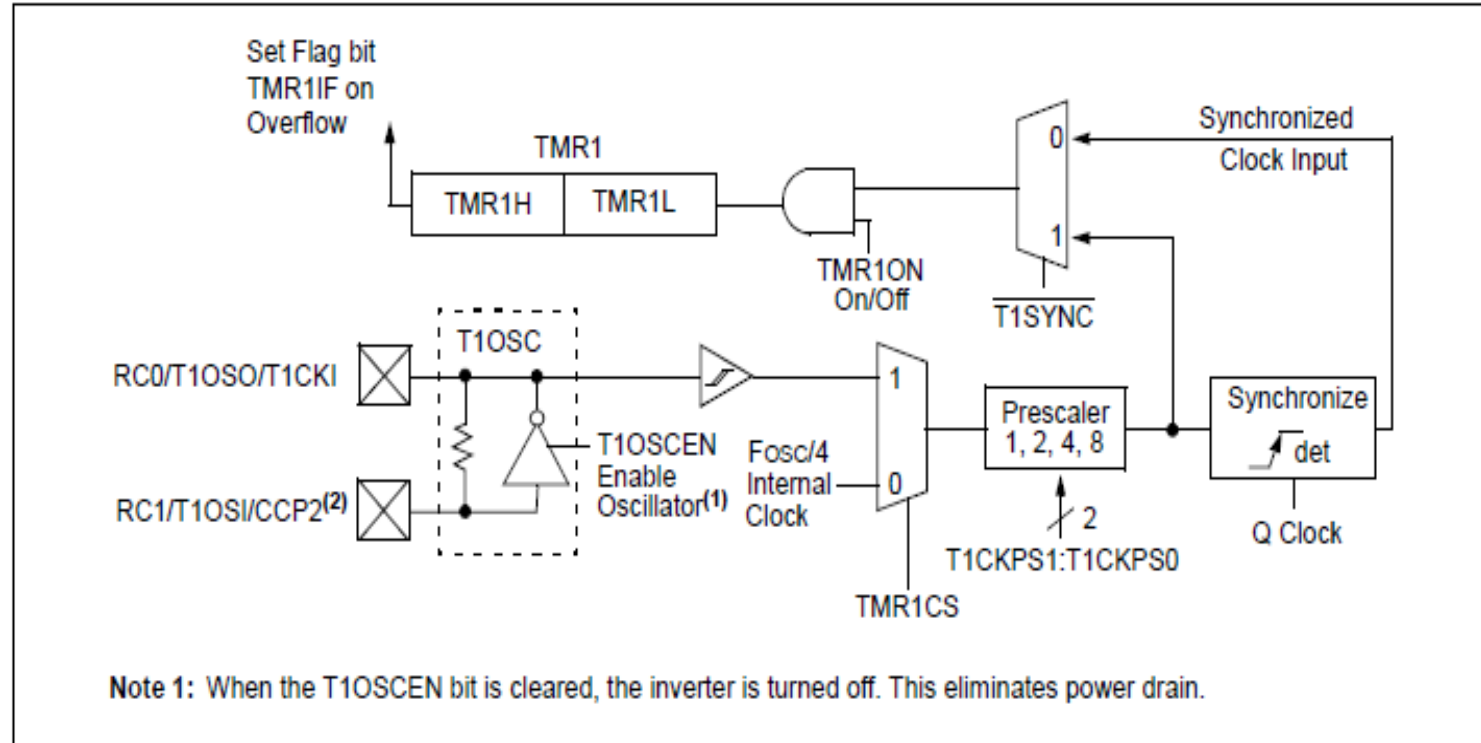 Set Flag bit
TMR1IF on
Overflow
TMR1
TMR1H
TMR1L
TMR1ON
On/Off
0
1
T1SYNC
Synchronized
Clock Input
RC0/T1OSO/T1CKI
RC1/T1OSI/CCP2(2)
T1OSC
T1OSCEN
Enable
Oscillator(1)
FOSC/4
Internal
Clock
1
0
TMR1CS
Prescaler
1, 2, 4, 8
2
T1CKPS1:T1CKPS0
Synchronize
det
Q Clock
Note 1: When the T1OSCEN bit is cleared, the inverter is turned off. This eliminates power drain.